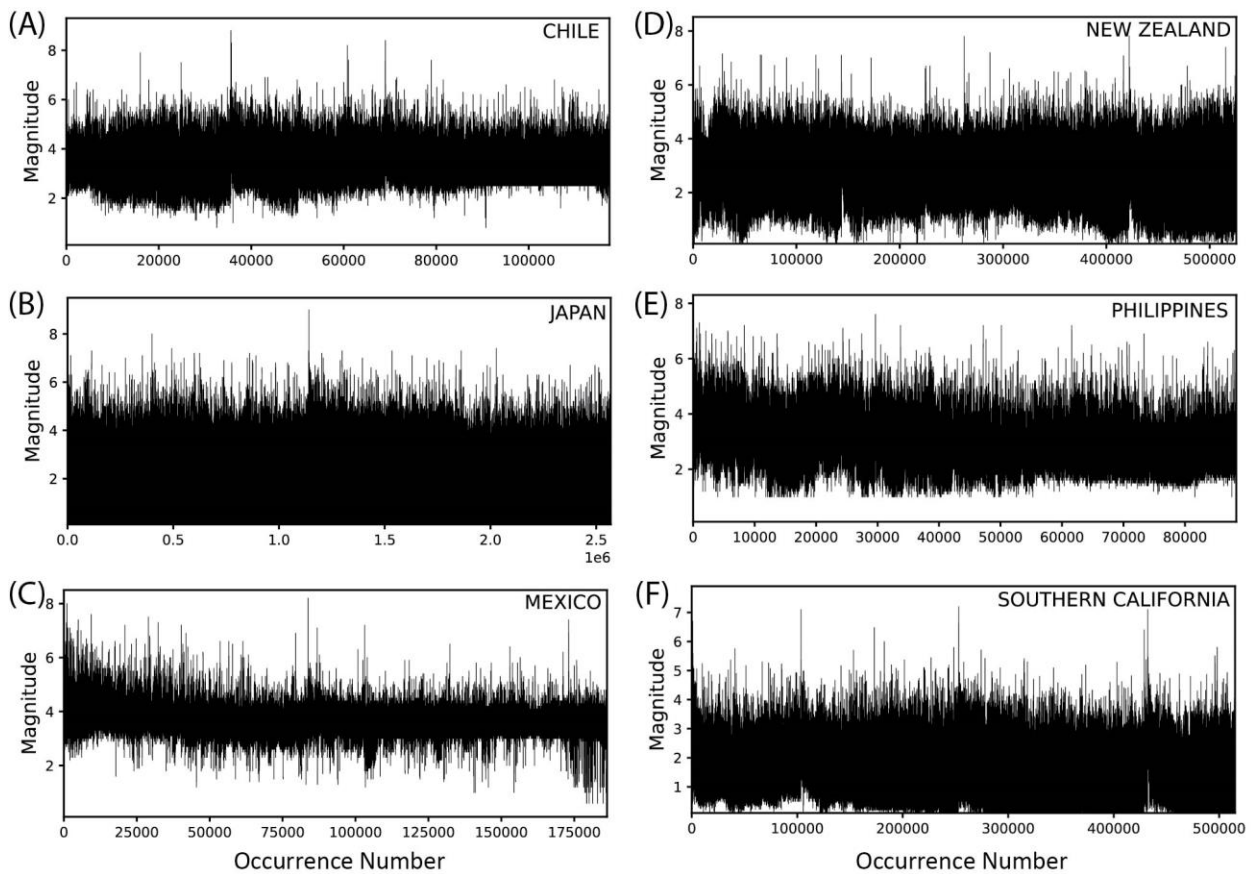 (A)
CHILE
Magnitude
8
6
4
2
0 20000 40000 60000 80000 100000
(B)
JAPAN
Magnitude
8
6
4
2
0.0 0.5 1.0 1.5 2.0 2.5
1e6
(C)
MEXICO
Magnitude
8
6
4
2
0 25000 50000 75000 100000 125000 150000 175000
Occurrence Number
(D)
NEW ZEALAND
Magnitude
8
6
4
2
0 100000 200000 300000 400000 500000
(E)
PHILIPPINES
Magnitude
8
6
4
2
0 10000 20000 30000 40000 50000 60000 70000 80000
(F)
SOUTHERN CALIFORNIA
Magnitude
7
6
5
4
3
2
1
0 100000 200000 300000 400000 500000
Occurrence Number